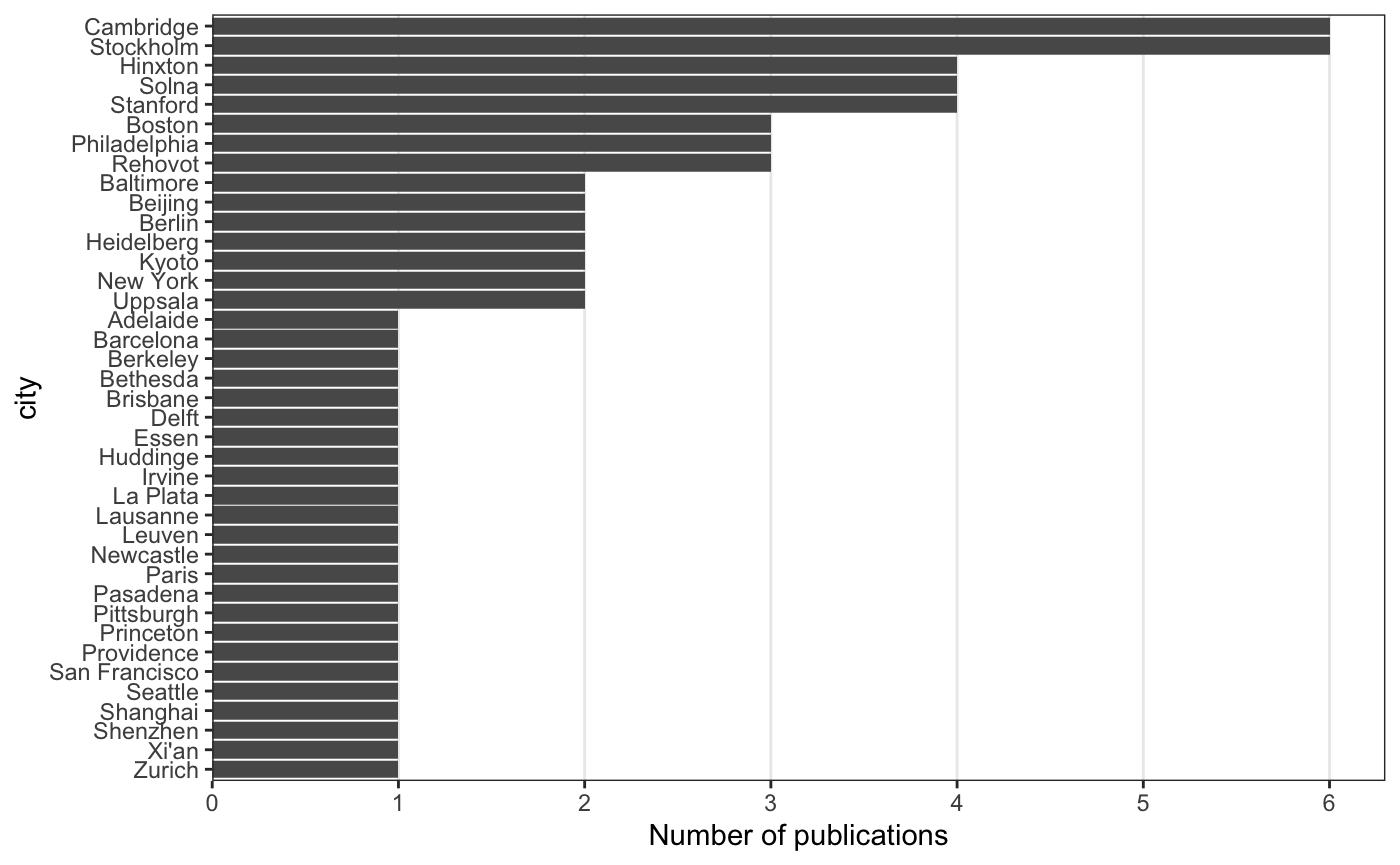 Cambridge
Stockholm
Hinxton
Solna
Stanford
Boston
Philadelphia
Rehovot
Baltimore
Beijing
Berlin
Heidelberg
Kyoto
New York
Uppsala
Adelaide
Barcelona
Berkeley
Bethesda
Brisbane
Delft
Essen
Huddinge
Irvine
La Plata
Lausanne
Leuven
Newcastle
Paris
Pasadena
Pittsburgh
Princeton
Providence
San Francisco
Seattle
Shanghai
Shenzhen
Xi'an
Zurich
city
0 1 2 3 4 5 6
Number of publications